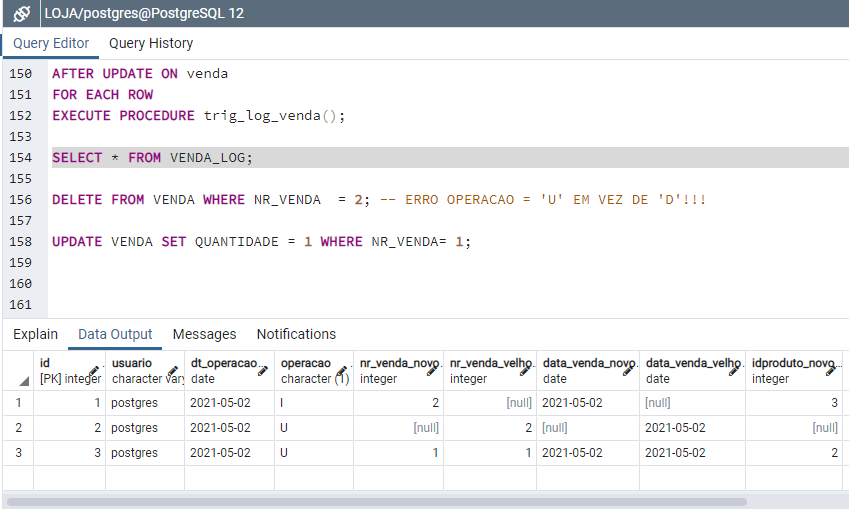 LOJA/postgres@PostgreSQL 12
Query Editor Query History
150 AFTER UPDATE ON venda
151 FOR EACH ROW
152 EXECUTE PROCEDURE trig_log_venda();
153
154 SELECT * FROM VENDA_LOG;
155
156 DELETE FROM VENDA WHERE NR_VENDA  = 2; -- ERRO OPERACAO = 'U' EM VEZ DE 'D'!!!
157
158 UPDATE VENDA SET QUANTIDADE = 1 WHERE NR_VENDA= 1;
159
160
161
Explain Data Output Messages Notifications
id usuario dt_operacao... operacao nr_venda_novo nr_venda_velho... data_venda_novo data_venda_velho... idproduto_novo...
[PK] integer character vary date character (1) integer integer date date integer
1 1 postgres 2021-05-02 I 2 [null] 2021-05-02 [null] 3
2 2 postgres 2021-05-02 U [null] 2 [null] 2021-05-02 [null]
3 3 postgres 2021-05-02 U 1 1 2021-05-02 2021-05-02 2